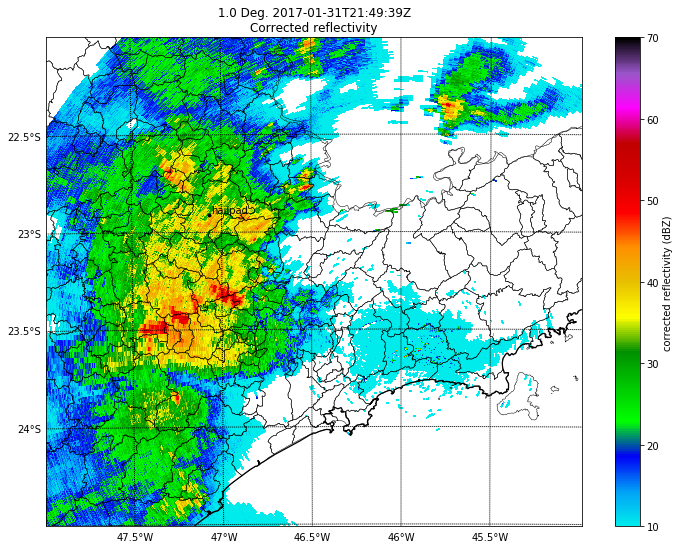 1.0 Deg. 2017-01-31T21:49:39Z
Corrected reflectivity
70
60
50
40
30
20
10
corrected reflectivity (dBZ)
22.5°S
23°S
23.5°S
24°S
47.5°W
47°W
46.5°W
46°W
45.5°W